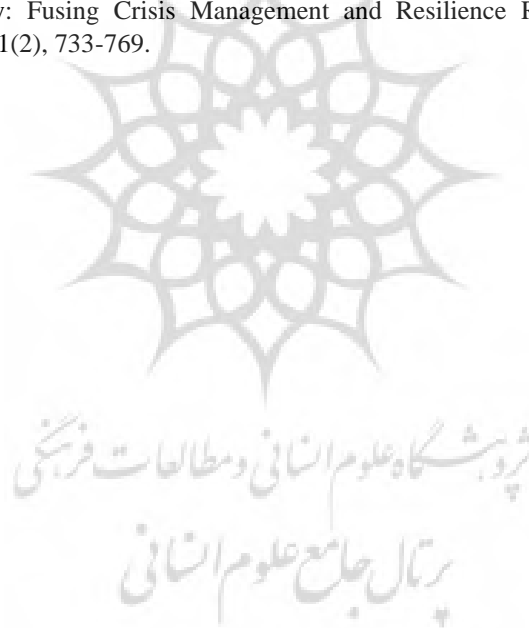 y: Fusing Crisis Management and Resilience R
1(2), 733-769.
پژوهشگاه علوم انسانی و مطالعات فرهنگی
پرتال جامع علوم انسانی